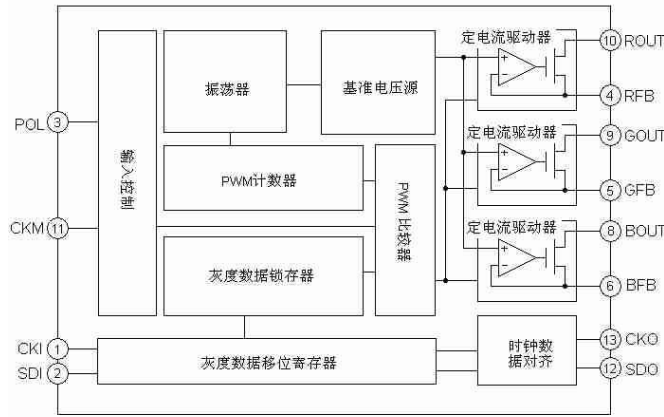 定电流驱动器
10 ROUT
振荡器
基准电压源
4 RFB
POL 3
定电流驱动器
9 GOUT
输入控制
PWM计数器
PWM 比较器
5 GFB
CKM 11
定电流驱动器
8 BOUT
灰度数据锁存器
6 BFB
CKI 1
灰度数据移位寄存器
时钟数
据对齐
13 CKO
SDI 2
12 SDO